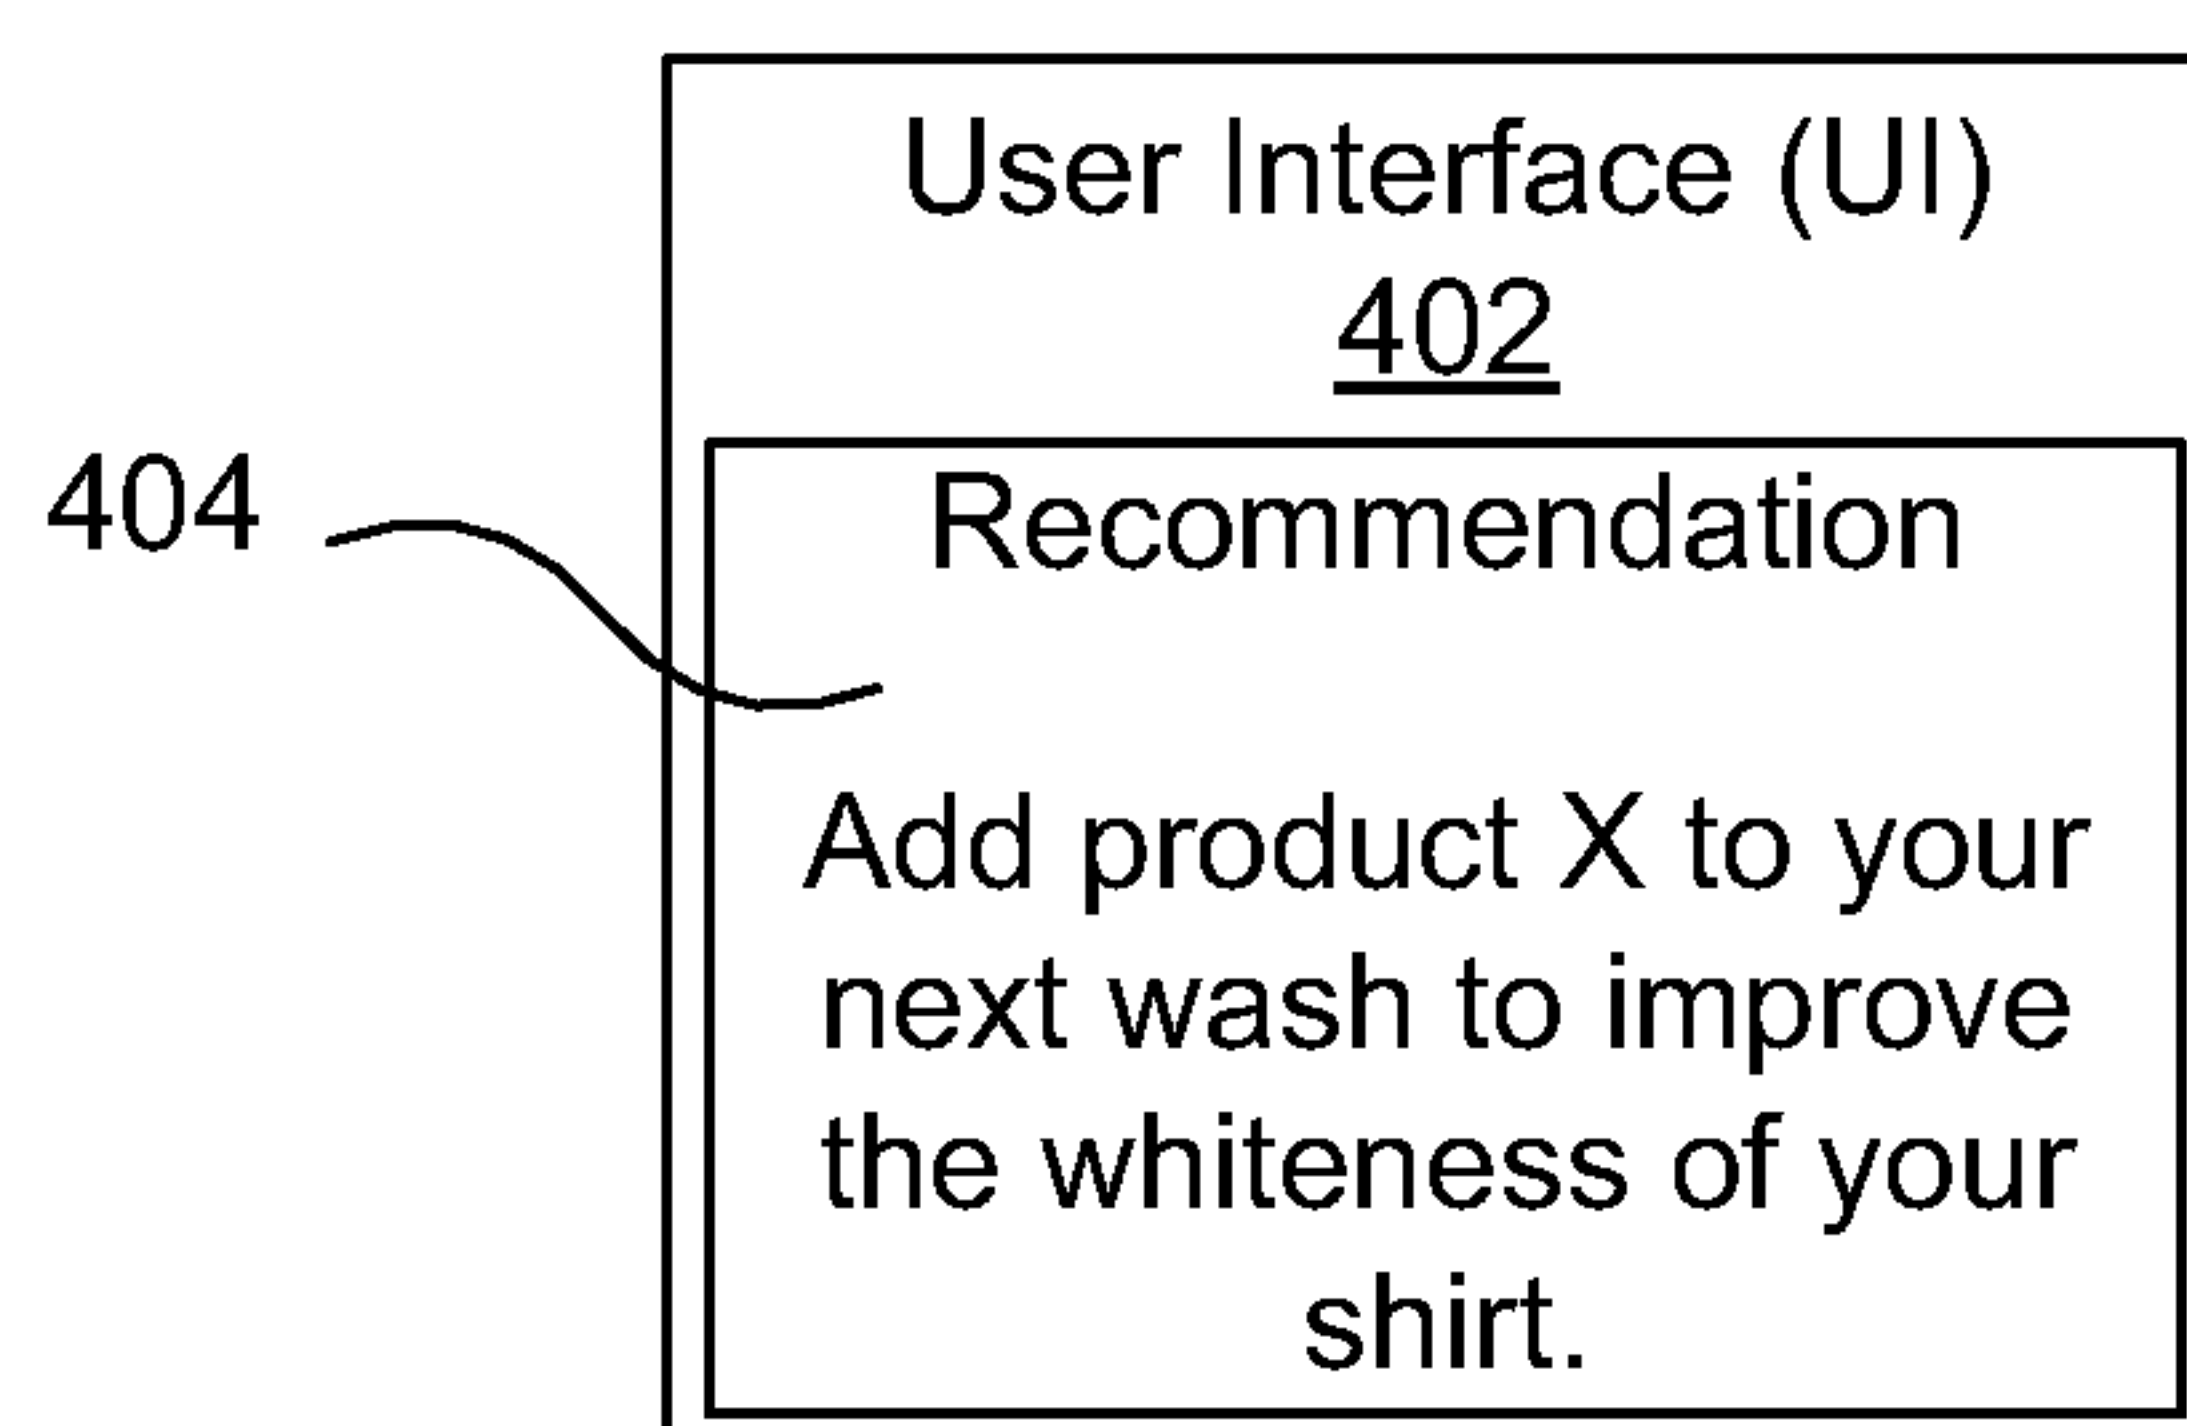 User Interface (UI)
402
404
Recommendation
Add product X to your
next wash to improve
the whiteness of your
shirt.